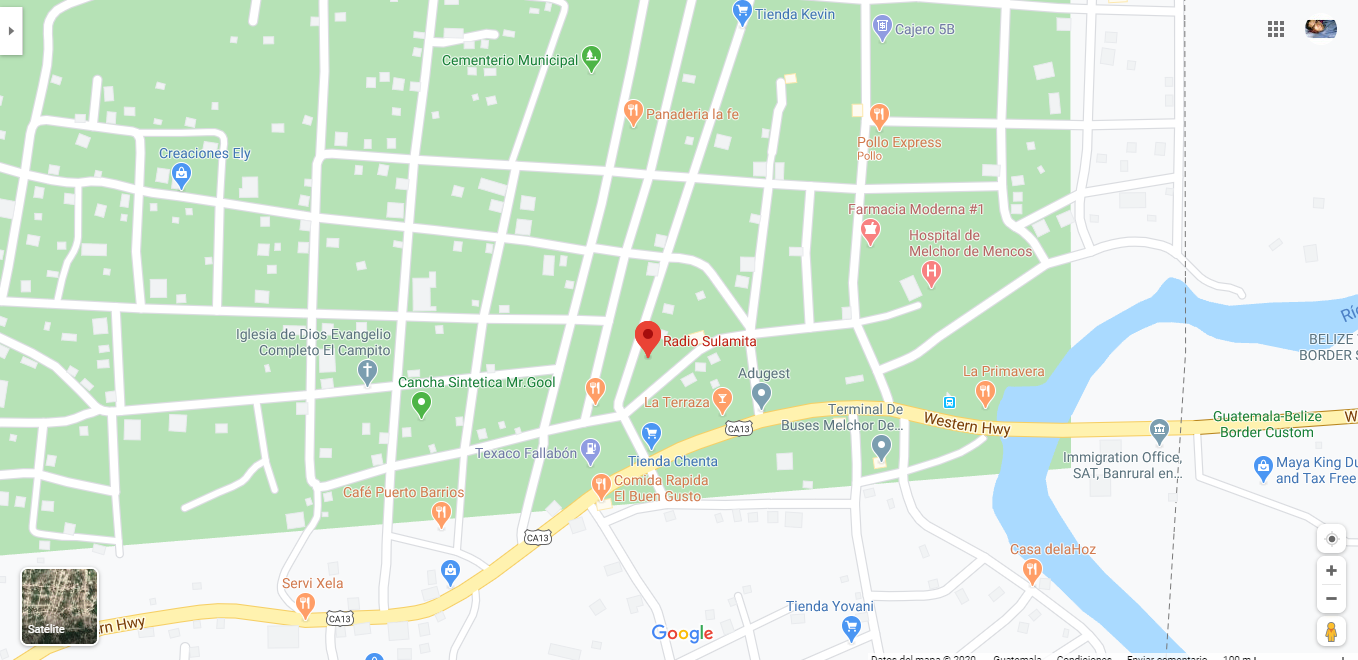 Tienda Kevin
Cajero 5B
Cementerio Municipal
Panaderia la fe
Pollo Express
Pollo
Creaciones Ely
Farmacia Moderna #1
Hospital de
Melchor de Mencos
Iglesia de Dios Evangelio
Completo El Campito
Radio Sulamita
BELIZE
BORDER S
Cancha Sintetica Mr.Gool
Adugest
La Primavera
La Terraza
Terminal De
Buses Melchor De...
CA13
Western Hwy
Guatemala-Belize
Border Custom
W
Texaco Fallabón
Tienda Chenta
Immigration Office,
SAT, Banrural en...
Maya King Du
and Tax Free
Comida Rapida
El Buen Gusto
Café Puerto Barrios
CA13
Casa delaHoz
Servi Xela
CA13
Tienda Yovani
Satélite
rn Hwy
Google
Datos del mapa © 2020
Guatemala
Condiciones
Enviar comentario
100 m